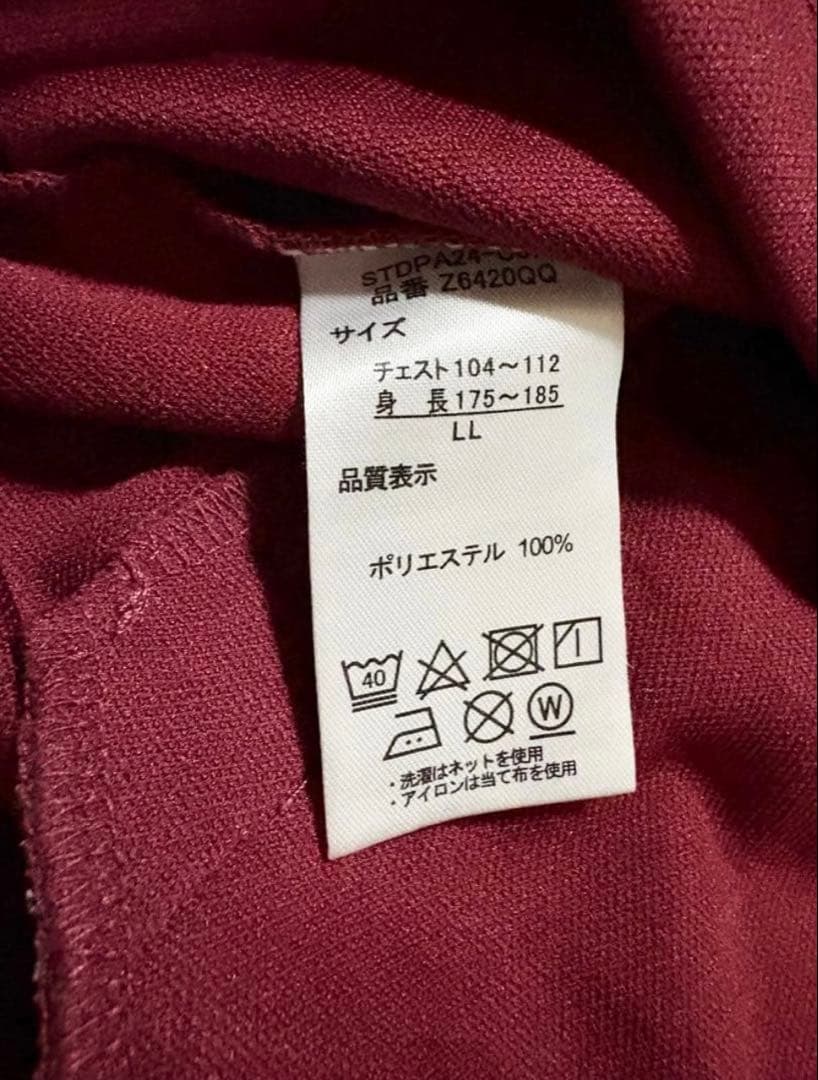 STDPA24-
品番 Z6420QQ
サイズ
チェスト104～112
身　長175～185
LL
品質表示
ポリエステル 100%
40
W
・洗濯はネットを使用
・アイロンは当て布を使用